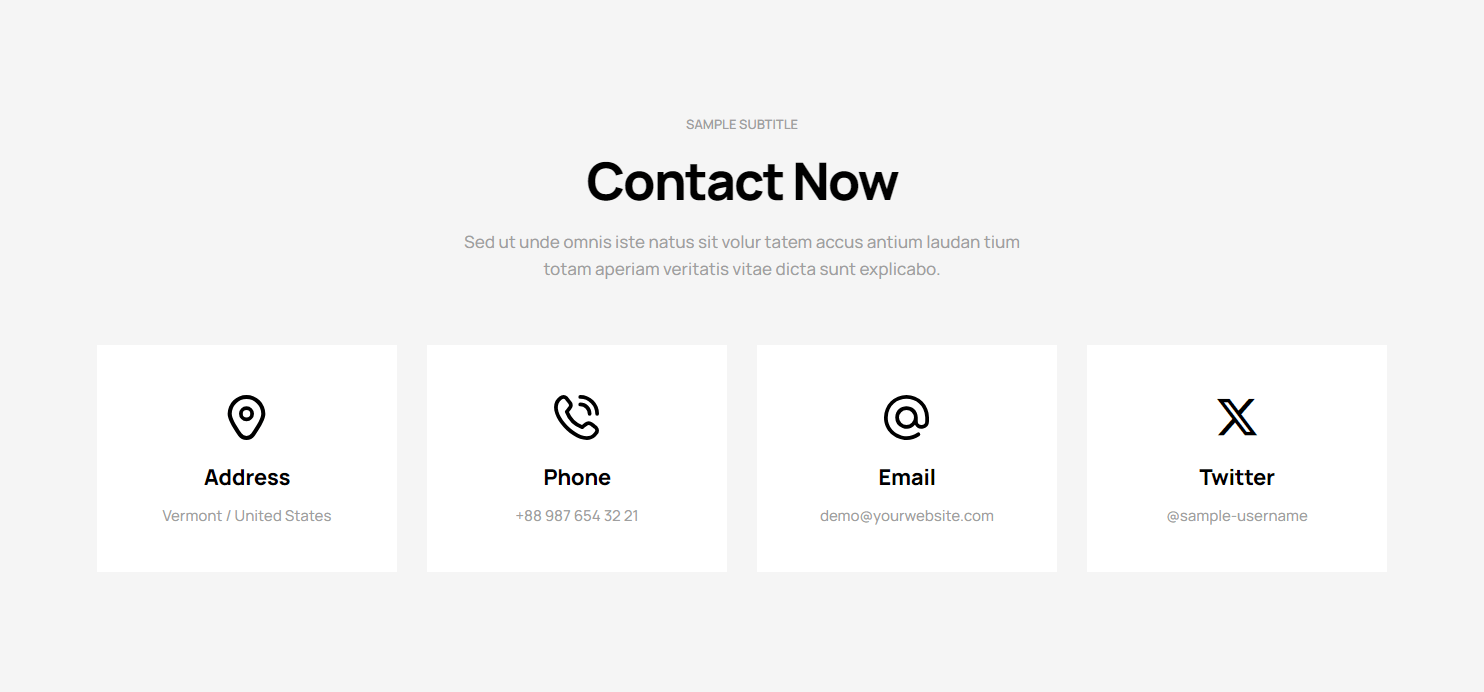 SAMPLE SUBTITLE
Contact Now
Sed ut unde omnis iste natus sit volur tatem accus antium laudan tium
totam aperiam veritatis vitae dicta sunt explicabo.
Address
Vermont / United States
Phone
+88 987 654 32 21
Email
demo@yourwebsite.com
Twitter
@sample-username